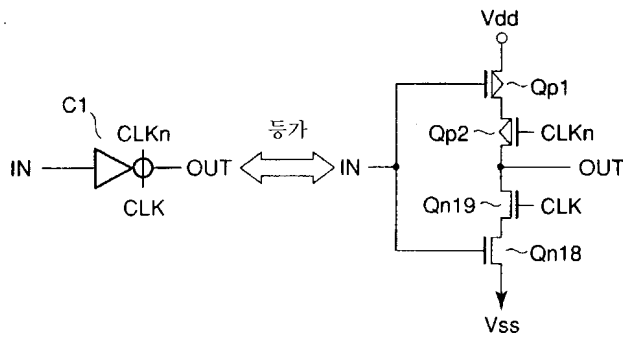 Vdd
C1
Qp1
CLKn
등가
Qp2
CLKn
IN
OUT
IN
OUT
CLK
Qn19
CLK
Qn18
Vss